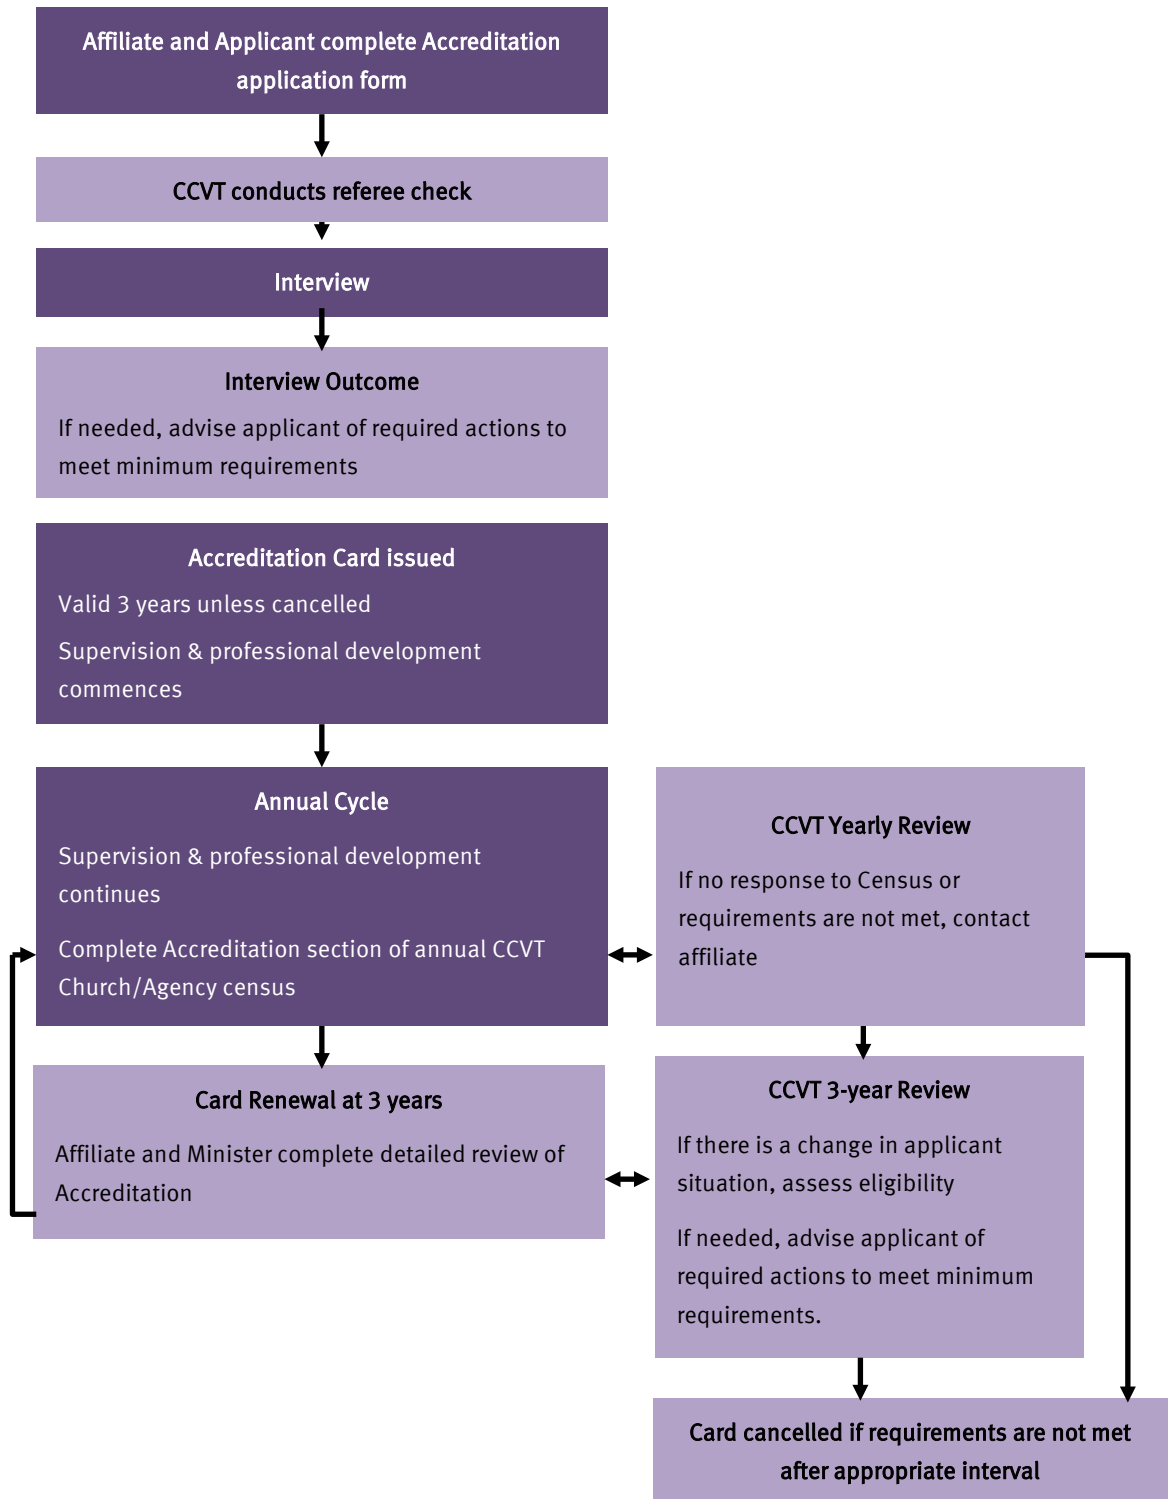 Affiliate and Applicant complete Accreditation
application form
CCVT conducts referee check
Interview
Interview Outcome
If needed, advise applicant of required actions to
meet minimum requirements
Accreditation Card issued
Valid 3 years unless cancelled
Supervision & professional development
commences
Annual Cycle
Supervision & professional development
continues
Complete Accreditation section of annual CCVT
Church/Agency census
CCVT Yearly Review
If no response to Census or
requirements are not met, contact
affiliate
Card Renewal at 3 years
Affiliate and Minister complete detailed review of
Accreditation
CCVT 3-year Review
If there is a change in applicant
situation, assess eligibility
If needed, advise applicant of
required actions to meet minimum
requirements.
Card cancelled if requirements are not met
after appropriate interval